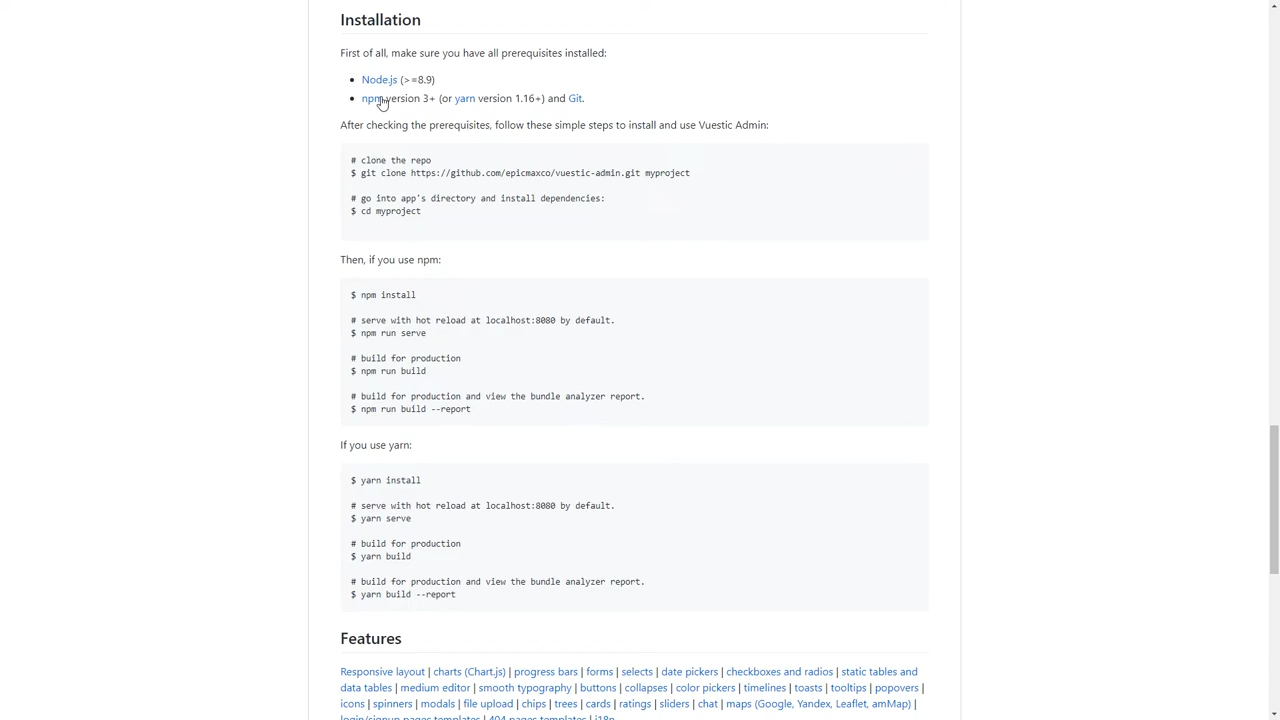 Installation
First of all, make sure you have all prerequisites installed:
Node.js (>=8.9)
npm version 3+ (or yarn version 1.16+) and Git.
After checking the prerequisites, follow these simple steps to install and use Vuestic Admin:
# clone the repo
$ git clone https://github.com/epicmaxco/vuestic-admin.git myproject
# go into app's directory and install dependencies:
$ cd myproject
Then, if you use npm:
$ npm install
# serve with hot reload at localhost:8080 by default.
$ npm run serve
# build for production
$ npm run build
# build for production and view the bundle analyzer report.
$ npm run build --report
If you use yarn:
$ yarn install
# serve with hot reload at localhost:8080 by default.
$ yarn serve
# build for production
$ yarn build
# build for production and view the bundle analyzer report.
$ yarn build --report
Features
Responsive layout | charts (Chart.js) | progress bars | forms | selects | date pickers | checkboxes and radios | static tables and
data tables | medium editor | smooth typography | buttons | collapses | color pickers | timelines | toasts | tooltips | popovers |
icons | spinners | modals | file upload | chips | trees | cards | ratings | sliders | chat | maps (Google, Yandex, Leaflet, amMap) |
login/signup pages templates | 404 pages templates | i18n